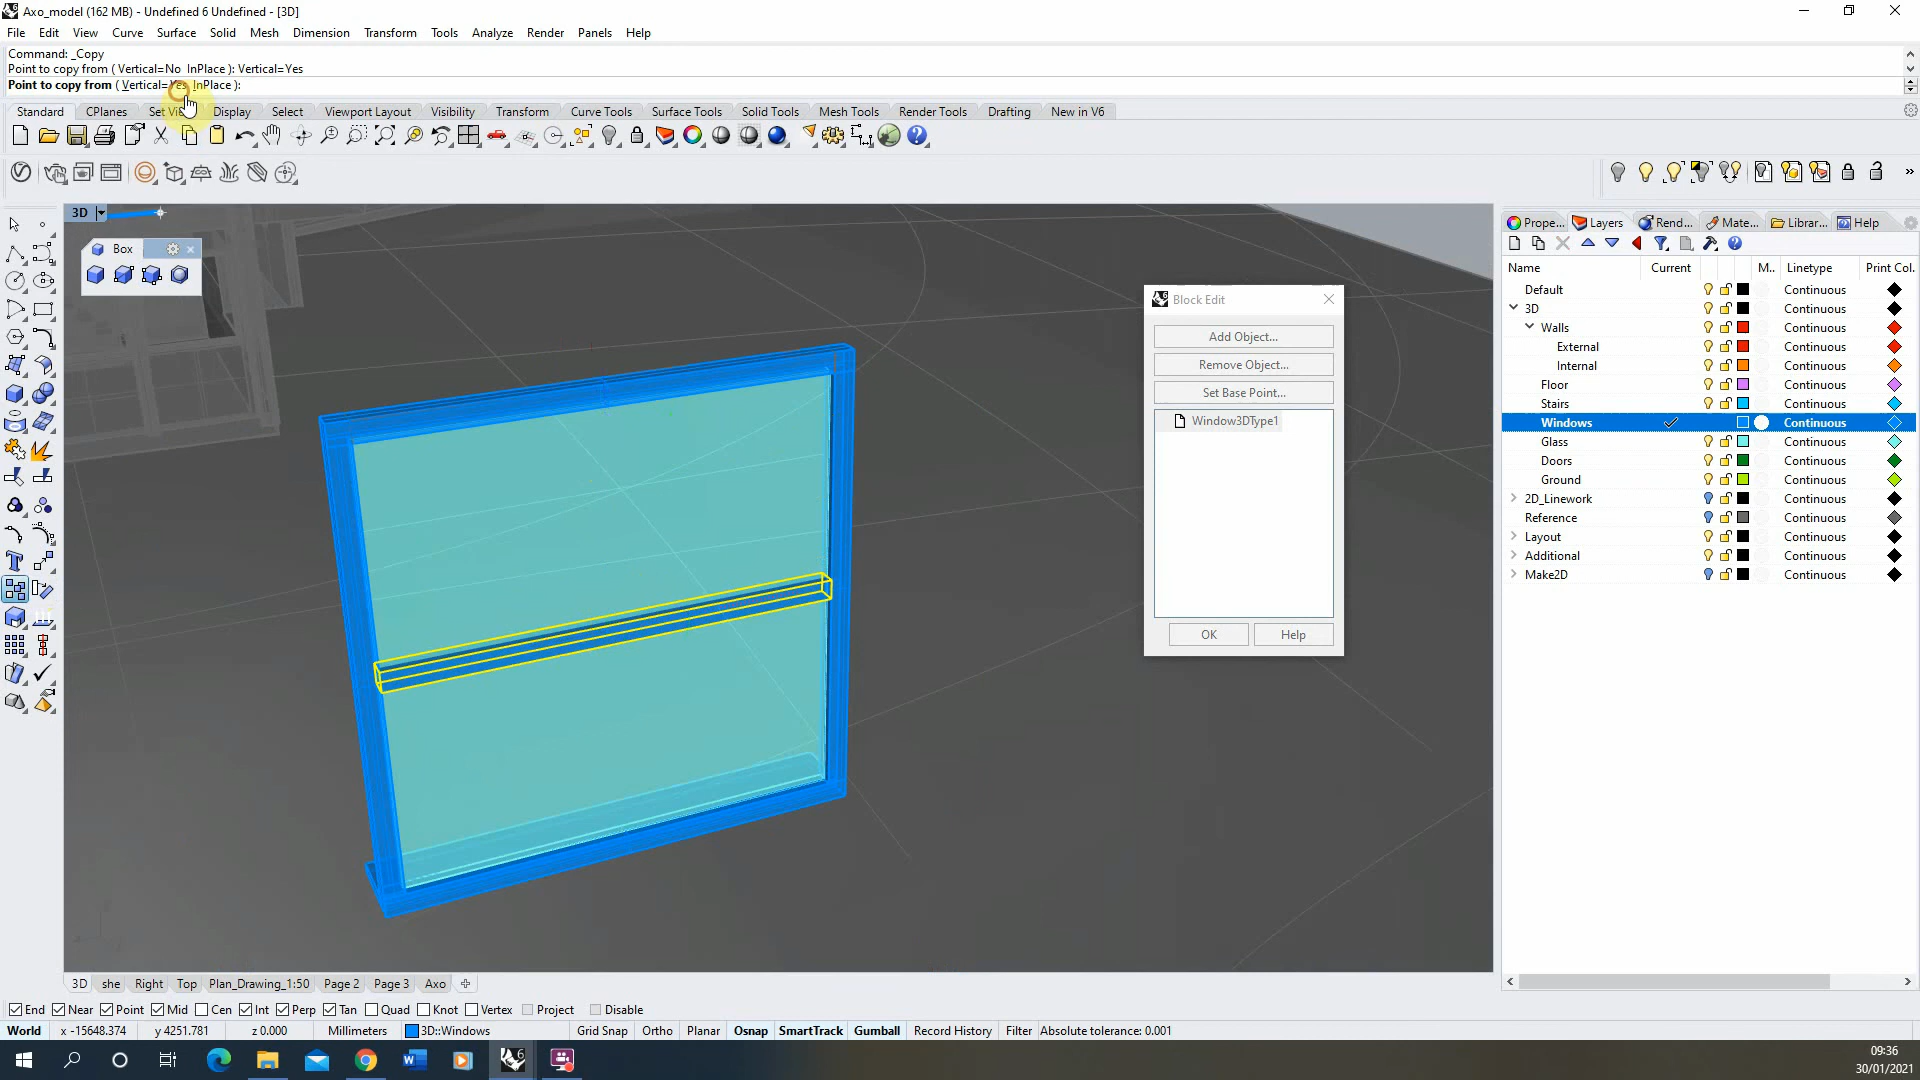 Axo_model (162 MB) - Undefined 6 Undefined - [3D]
File Edit View Curve Surface Solid Mesh Dimension Transform Tools Analyze Render Panels Help
Command: _Copy
Point to copy from ( Vertical=No InPlace ): Vertical=Yes
Point to copy from ( Vertical=Yes InPlace ):
Standard CPlanes Set View Display Select Viewport Layout Visibility Transform Curve Tools Surface Tools Solid Tools Mesh Tools Render Tools Drafting New in V6
3D
Box
Block Edit
Add Object...
Remove Object...
Set Base Point...
Window3DType1
OK Help
Prope... Layers Rend... Mate... Librar... Help
Name Current M.. Linetype Print Col.
Default Continuous
3D Continuous
Walls Continuous
External Continuous
Internal Continuous
Floor Continuous
Stairs Continuous
Windows Continuous
Glass Continuous
Doors Continuous
Ground Continuous
2D_Linework Continuous
Reference Continuous
Layout Continuous
Additional Continuous
Make2D Continuous
3D she Right Top Plan_Drawing_1:50 Page 2 Page 3 Axo
End Near Point Mid Cen Int Perp Tan Quad Knot Vertex Project Disable
World x -15648.374 y 4251.781 z 0.000 Millimeters 3D::Windows Grid Snap Ortho Planar Osnap SmartTrack Gumball Record History Filter Absolute tolerance: 0.001
09:36
30/01/2021